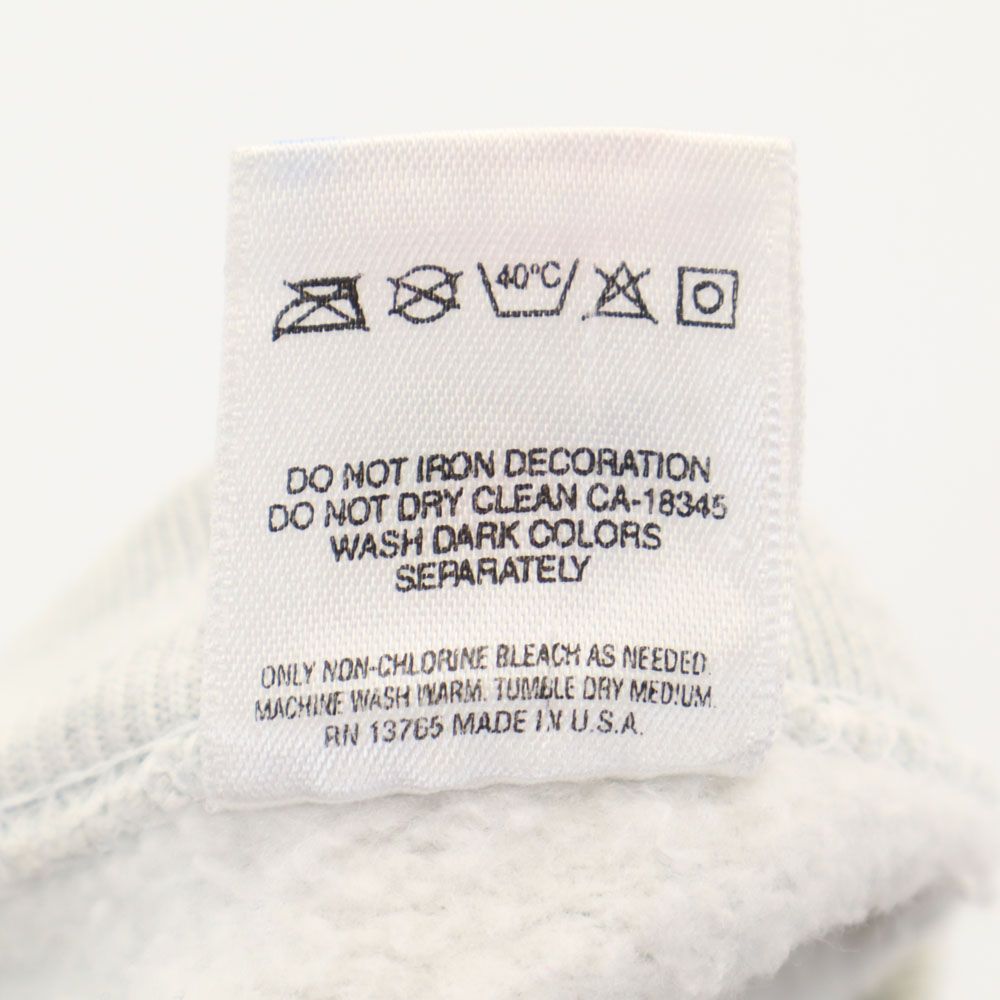 40°C
DO NOT IRON DECORATION
DO NOT DRY CLEAN CA-18345
WASH DARK COLORS
SEPARATELY
ONLY NON-CHLORINE BLEACH AS NEEDED.
MACHINE WASH WARM. TUMBLE DRY MEDIUM.
RN 13765 MADE IN U.S.A.